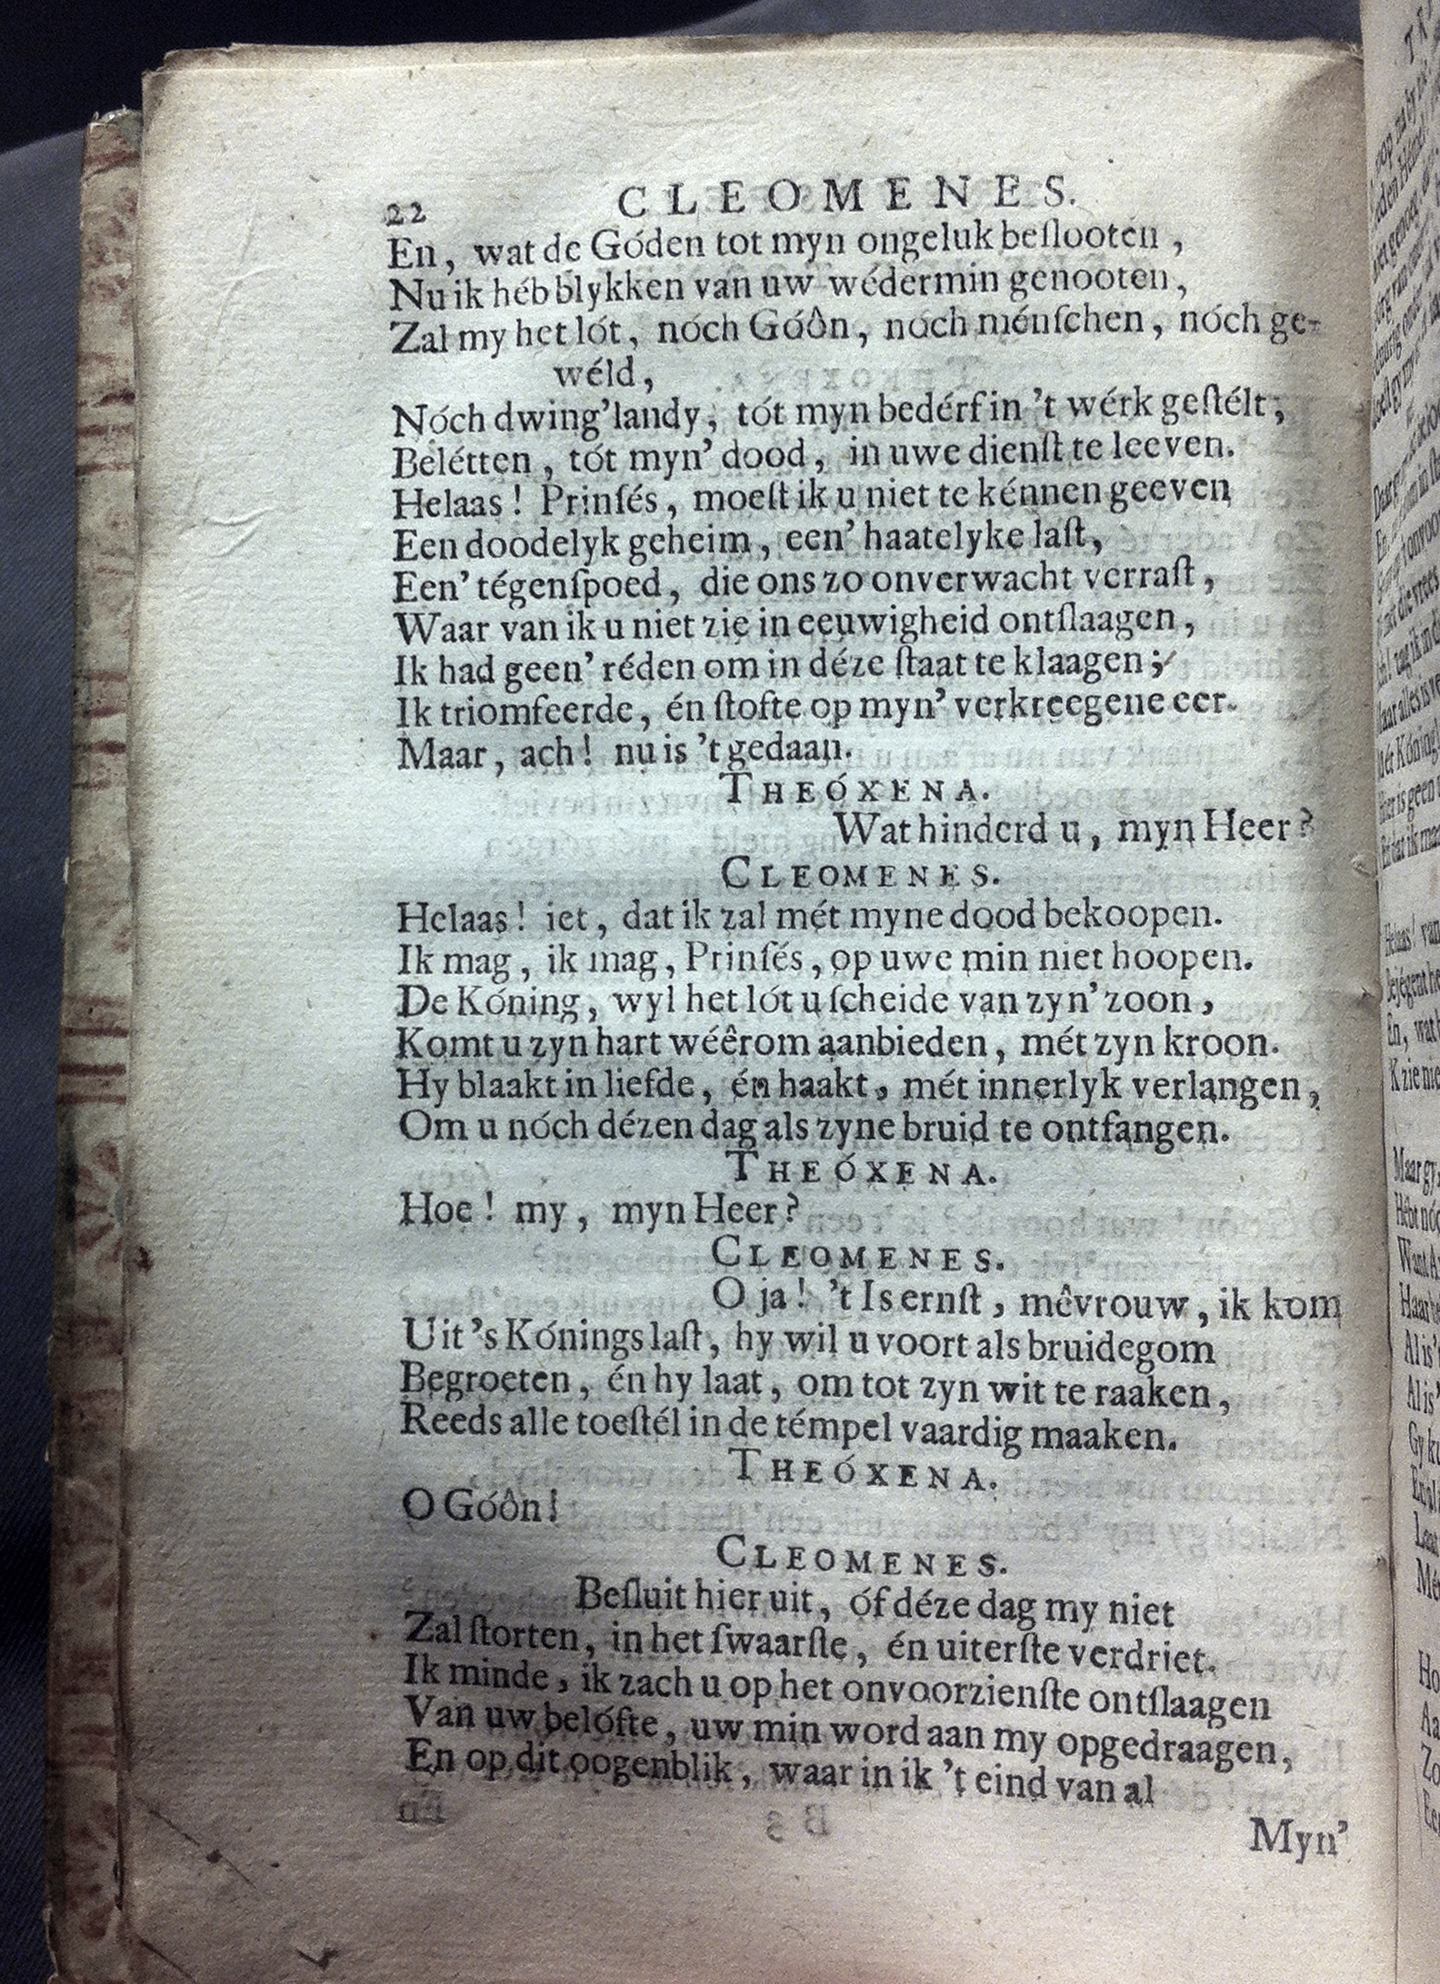 22 CLEOMENES.
En, wat de Góden tot myn ongeluk beſlooten,
Nu ik héb blykken van uw wédermin genooten,
Zal my het lót, nóch Góôn, nóch ménſchen, nóch ge-
wéld,
Nóch dwing'landy, tót myn bedérf in 't wérk geſtélt,
Belétten, tót myn' dood, in uwe dienſt te leeven.
Helaas! Prinſés, moeſt ik u niet te kénnen geeven
Een doodelyk geheim, een' haatelyke laſt,
Een' tégenſpoed, die ons zo onverwacht verraſt,
Waar van ik u niet zie in eeuwigheid ontſlaagen,
Ik had geen' réden om in déze ſtaat te klaagen;
Ik triomfeerde, én ſtofte op myn' verkreegene eer.
Maar, ach! nu is 't gedaan.
THEÓXENA.
Wat hinderd u, myn Heer?
CLEOMENES.
Helaas! iet, dat ik zal mét myne dood bekoopen.
Ik mag, ik mag, Prinſés, op uwe min niet hoopen.
De Kóning, wyl het lót u ſcheide van zyn' zoon,
Komt u zyn hart wéêrom aanbieden, mét zyn kroon.
Hy blaakt in liefde, én haakt, mét innerlyk verlangen,
Om u nóch dézen dag als zyne bruid te ontfangen.
THEÓXENA.
Hoe! my, myn Heer?
CLEOMENES.
O ja! 't Is ernſt, mêvrouw, ik kom
Uit 's Kónings laſt, hy wil u voort als bruidegom
Begroeten, én hy laat, om tot zyn wit te raaken,
Reeds alle toeſtél in de témpel vaardig maaken.
THEÓXENA.
O Góôn!
CLEOMENES.
Beſluit hier uit, óf déze dag my niet
Zal ſtorten, in het ſwaarſte, én uiterſte verdriet.
Ik minde, ik zach u op het onvoorzienſte ontſlaagen
Van uw belófte, uw min word aan my opgedraagen,
En op dit oogenblik, waar in ik 't eind van al
Myn'